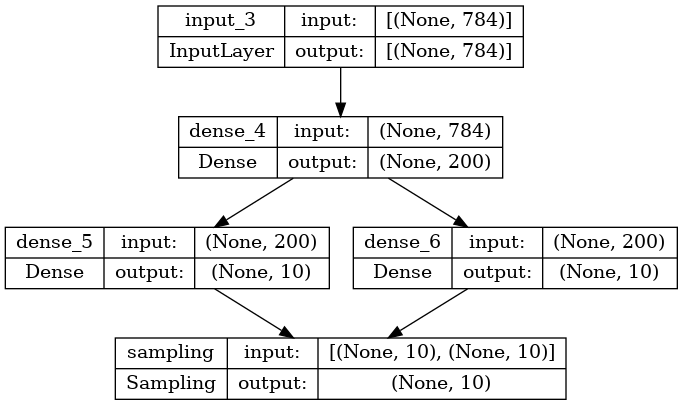 input_3 input: [(None, 784)]
InputLayer output: [(None, 784)]
dense_4 input: (None, 784)
Dense output: (None, 200)
dense_5 input: (None, 200)
Dense output: (None, 10)
dense_6 input: (None, 200)
Dense output: (None, 10)
sampling input: [(None, 10), (None, 10)]
Sampling output: (None, 10)